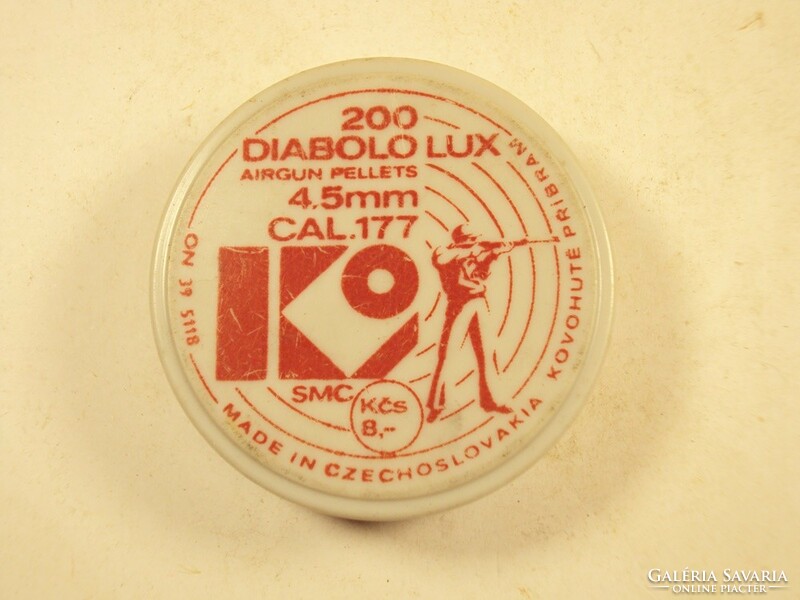 200
DIABOLO LUX
AIRGUN PELLETS
4,5mm
CAL.177
KO
SMC
Kčs
8,-
ON 39 5118
MADE IN CZECHOSLOVAKIA
KOVOHUTĚ PŘÍBRAM
GALÉRIA SAVARIA
ONLINE PIACTÉR